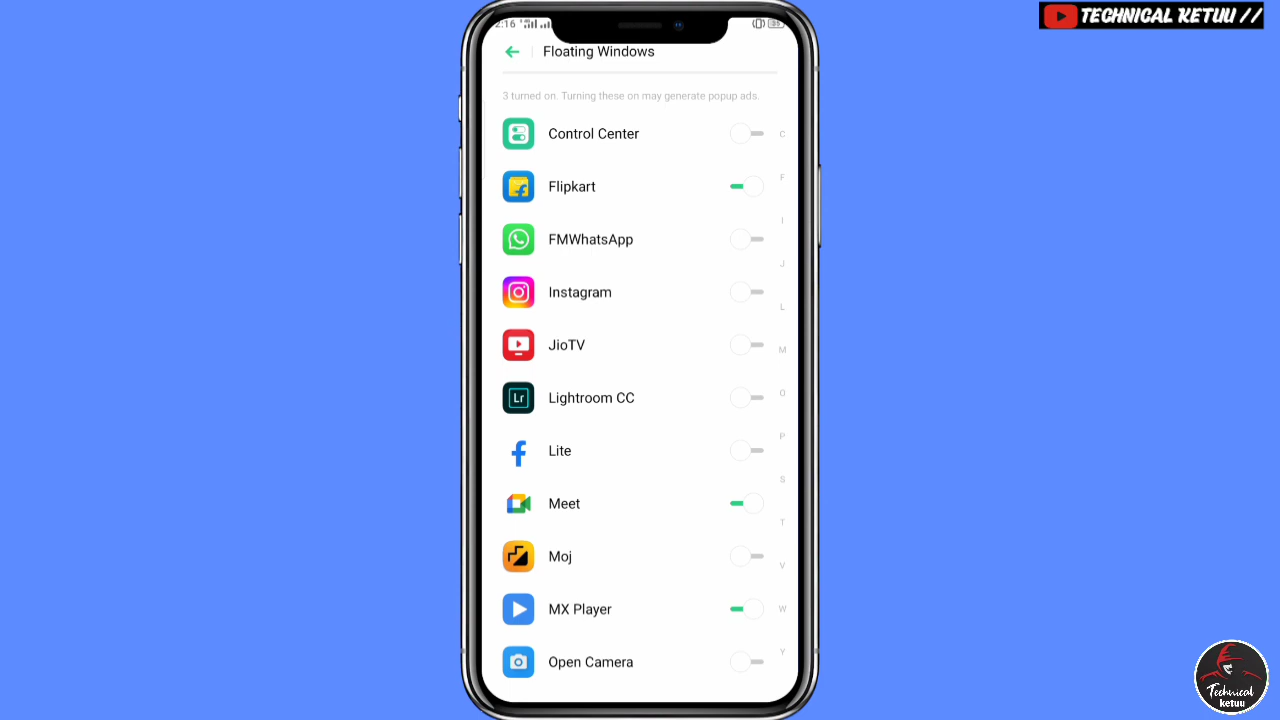 TECHNICAL KETUU //
2:16
Floating Windows
3 turned on. Turning these on may generate popup ads.
Control Center
C
Flipkart
F
FMWhatsApp
I
Instagram
J
JioTV
L
Lr
Lightroom CC
M
Lite
O
Meet
P
Moj
S
MX Player
T
Open Camera
V
W
Y
Technical
ketuu